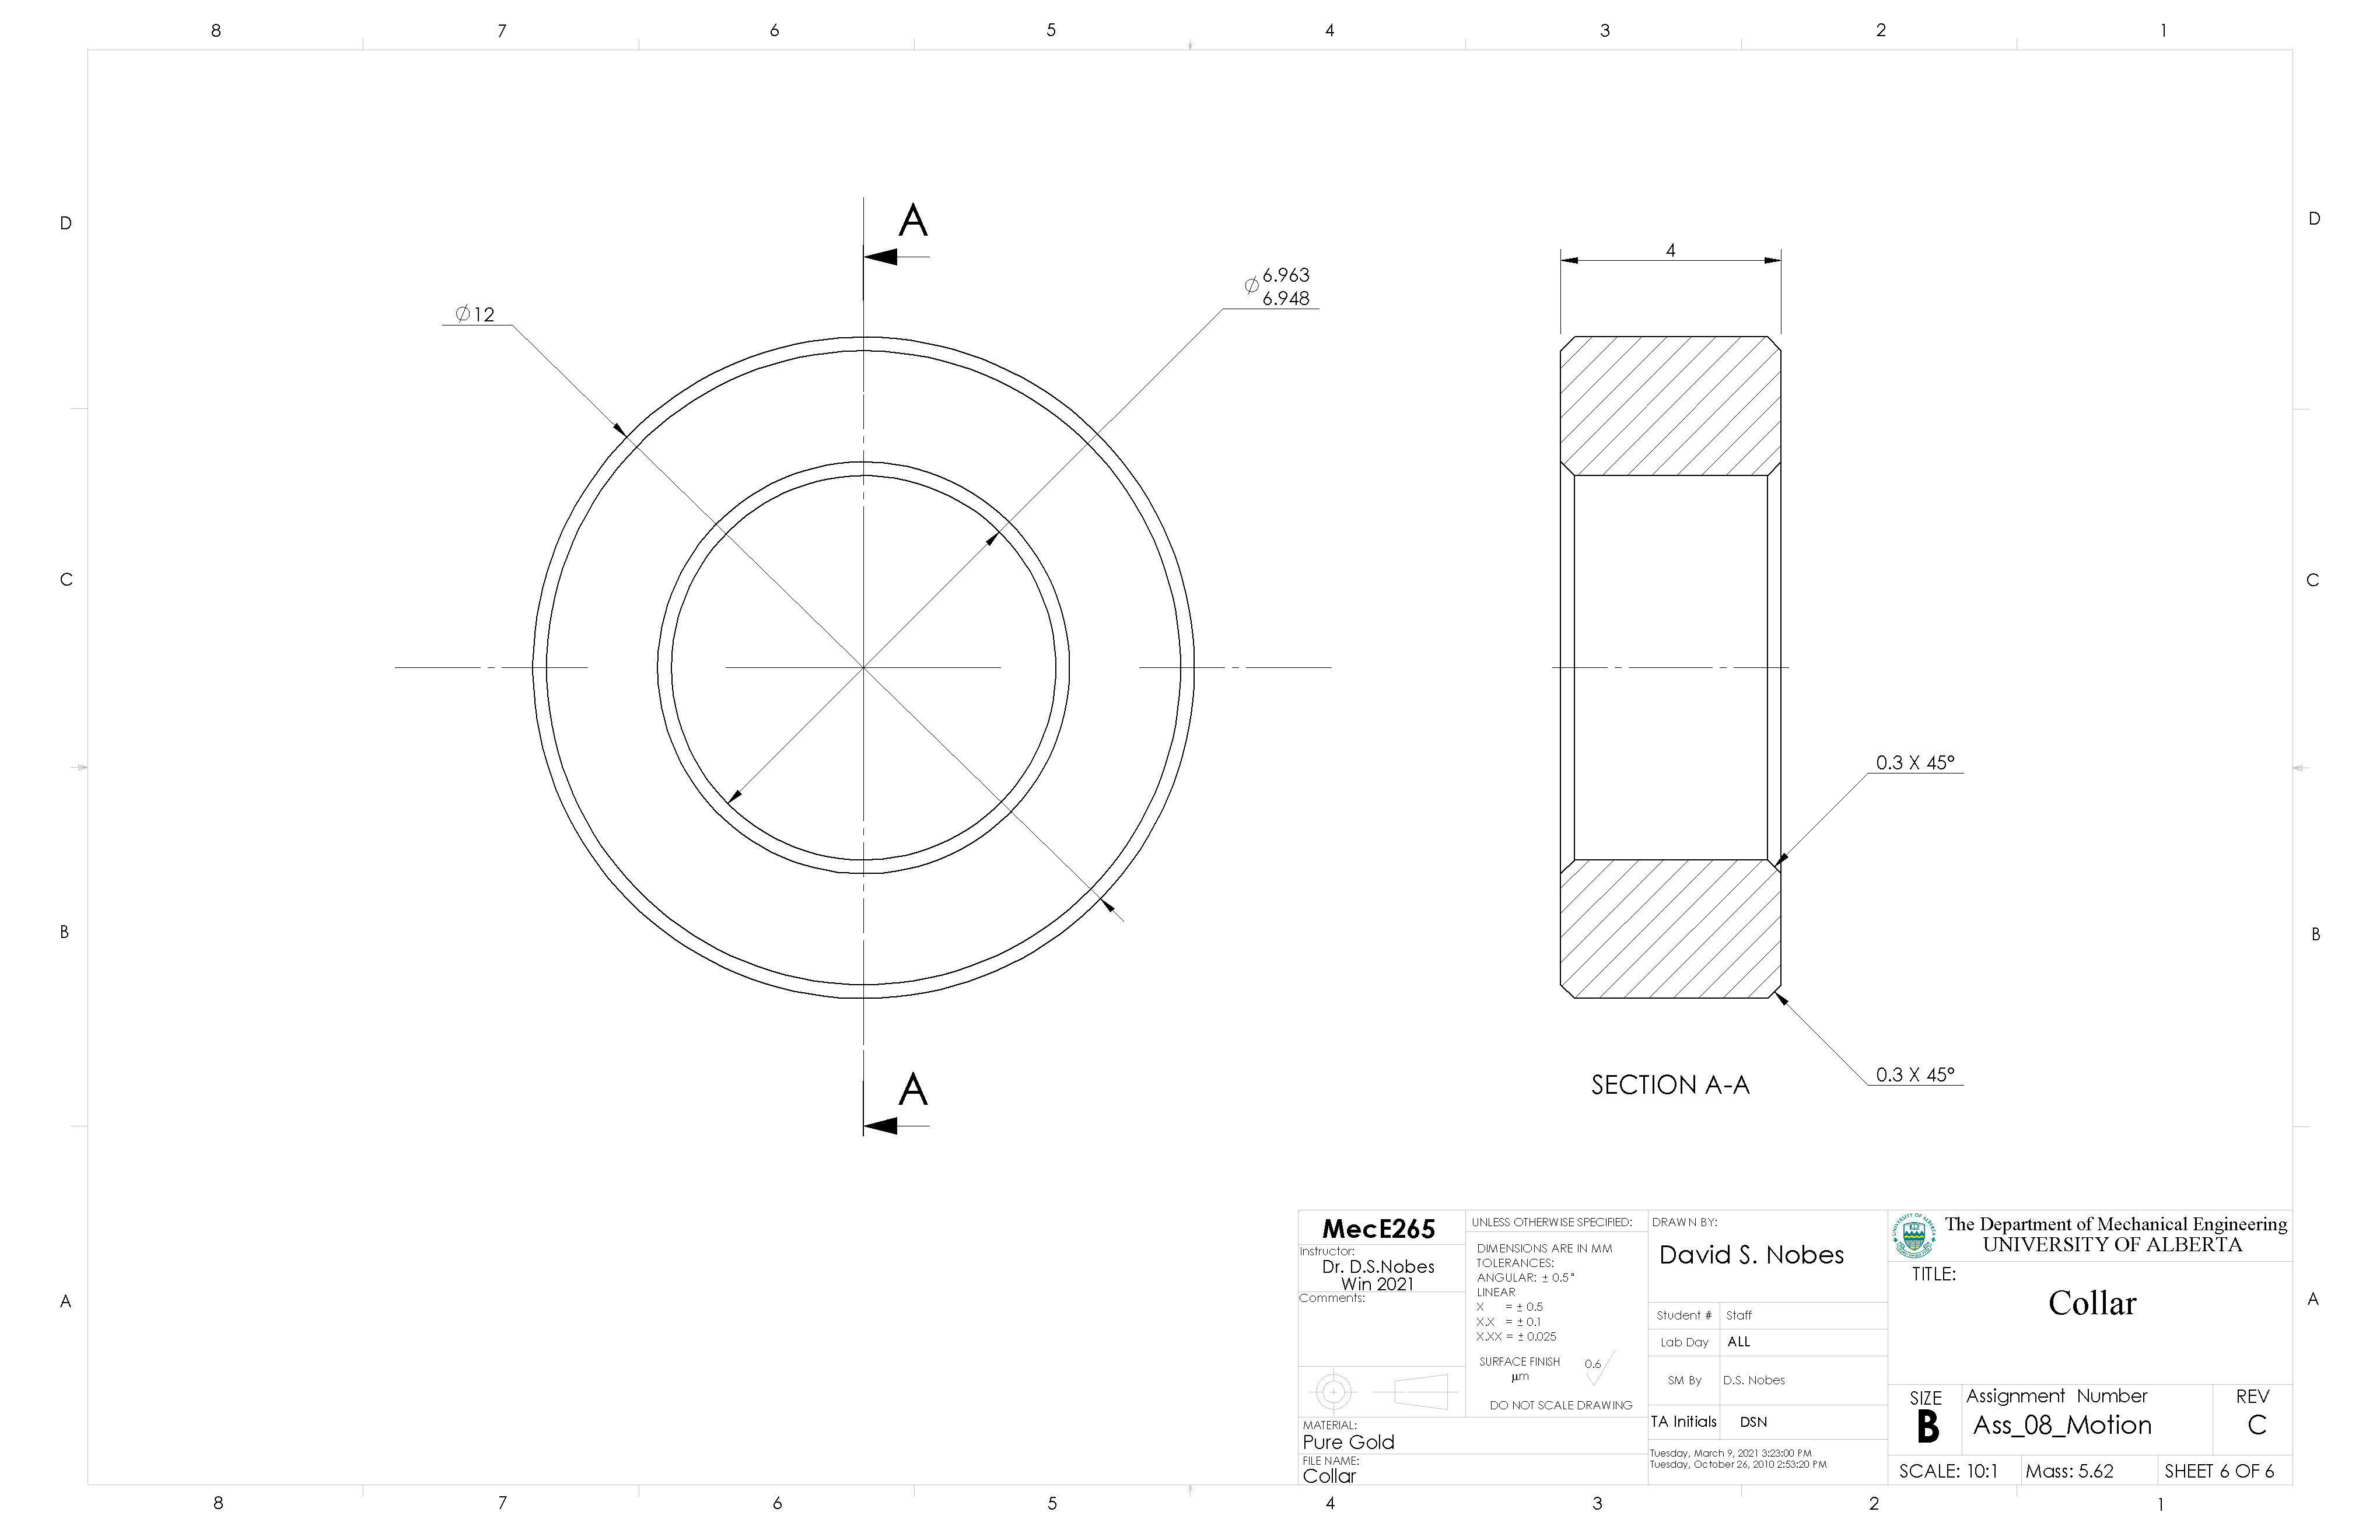 8 7 6 5 4 3 2 1
D
D
A
⌀12
⌀6.963
6.948
4
C
C
0.3 X 45°
B
B
A
SECTION A-A
0.3 X 45°
MecE265
Instructor:
Dr. D.S.Nobes
Win 2021
Comments:
UNLESS OTHERWISE SPECIFIED:
DIMENSIONS ARE IN MM
TOLERANCES:
ANGULAR: ± 0.5°
LINEAR
X = ± 0.5
X.X = ± 0.1
X.XX = ± 0.025
SURFACE FINISH 0.6
µm
DO NOT SCALE DRAWING
MATERIAL:
Pure Gold
FILE NAME:
Collar
DRAWN BY:
David S. Nobes
Student # Staff
Lab Day ALL
SM By D.S. Nobes
TA Initials DSN
Tuesday, March 9, 2021 3:23:00 PM
Tuesday, October 26, 2010 2:53:20 PM
UNIVERSITY OF ALBERTA
The Department of Mechanical Engineering
UNIVERSITY OF ALBERTA
TITLE:
Collar
SIZE
B
Assignment Number
Ass_08_Motion
REV
C
SCALE: 10:1 Mass: 5.62 SHEET 6 OF 6
A
A
8 7 6 5 4 3 2 1